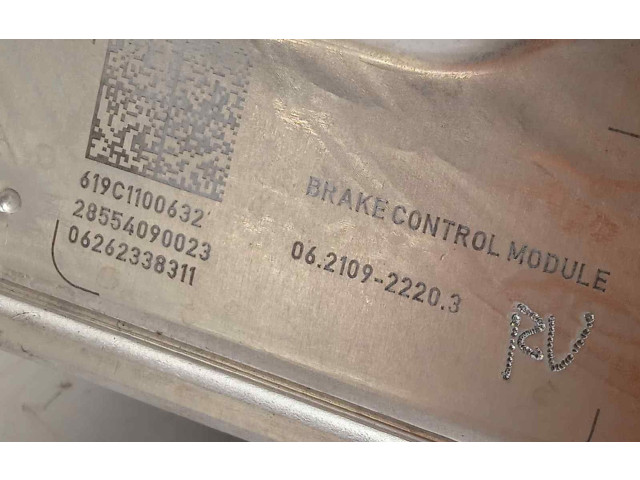 619C1100632
28554090023
06262338311
BRAKE CONTROL MODULE
06.2109-2220.3
RV